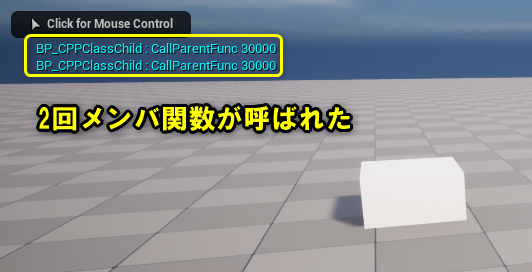 Click for Mouse Control
BP_CPPClassChild : CallParentFunc 30000
BP_CPPClassChild : CallParentFunc 30000
2回メンバ関数が呼ばれた